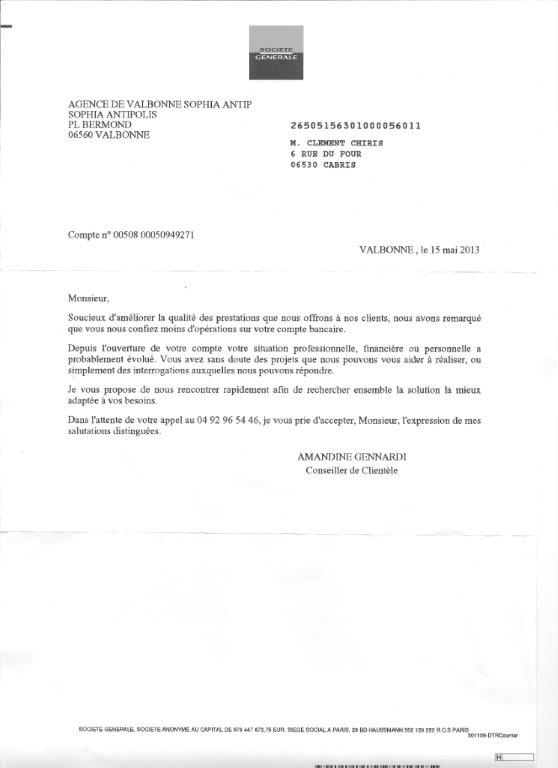 SOCIETE
GENERALE
AGENCE DE VALBONNE SOPHIA ANTIP
SOPHIA ANTIPOLIS
PL BERMOND
06560 VALBONNE
26505156301000056011
M. CLEMENT CHIRIS
6 RUE DU FOUR
06530 CABRIS
Compte n° 00508 00050949271
VALBONNE , le 15 mai 2013
Monsieur,
Soucieux d'améliorer la qualité des prestations que nous offrons à nos clients, nous avons remarqué
que vous nous confiez moins d'opérations sur votre compte bancaire.
Depuis l'ouverture de votre compte votre situation professionnelle, financière ou personnelle a
probablement évolué. Vous avez sans doute des projets que nous pouvons vous aider à réaliser, ou
simplement des interrogations auxquelles nous pouvons répondre.
Je vous propose de nous rencontrer rapidement afin de rechercher ensemble la solution la mieux
adaptée à vos besoins.
Dans l'attente de votre appel au 04 92 96 54 46, je vous prie d'accepter, Monsieur, l'expression de mes
salutations distinguées.
AMANDINE GENNARDI
Conseiller de Clientèle
SOCIETE GENERALE, SOCIETE ANONYME AU CAPITAL DE 976 447 673,75 EUR. SIEGE SOCIAL A PARIS, 29 BD HAUSSMANN 552 120 222 R.C.S PARIS
301109-DTRCourrier
H